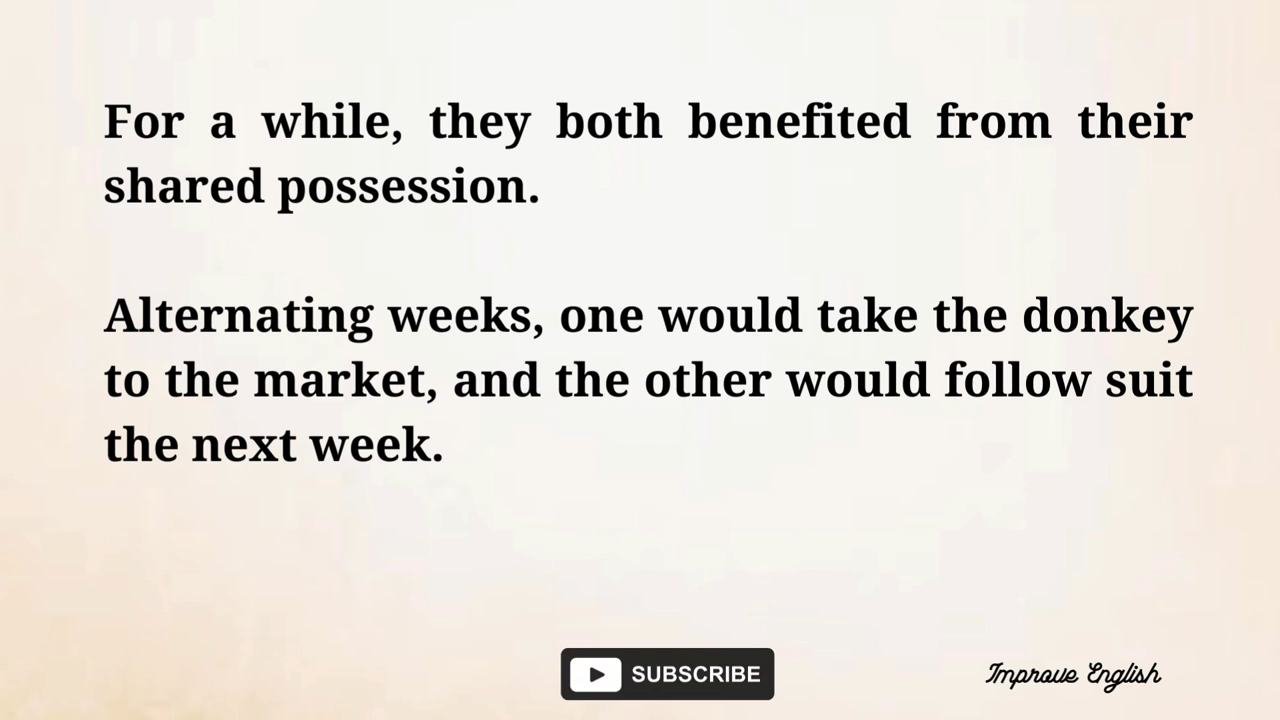 For a while, they both benefited from their
shared possession.
Alternating weeks, one would take the donkey
to the market, and the other would follow suit
the next week.
SUBSCRIBE
Improve English